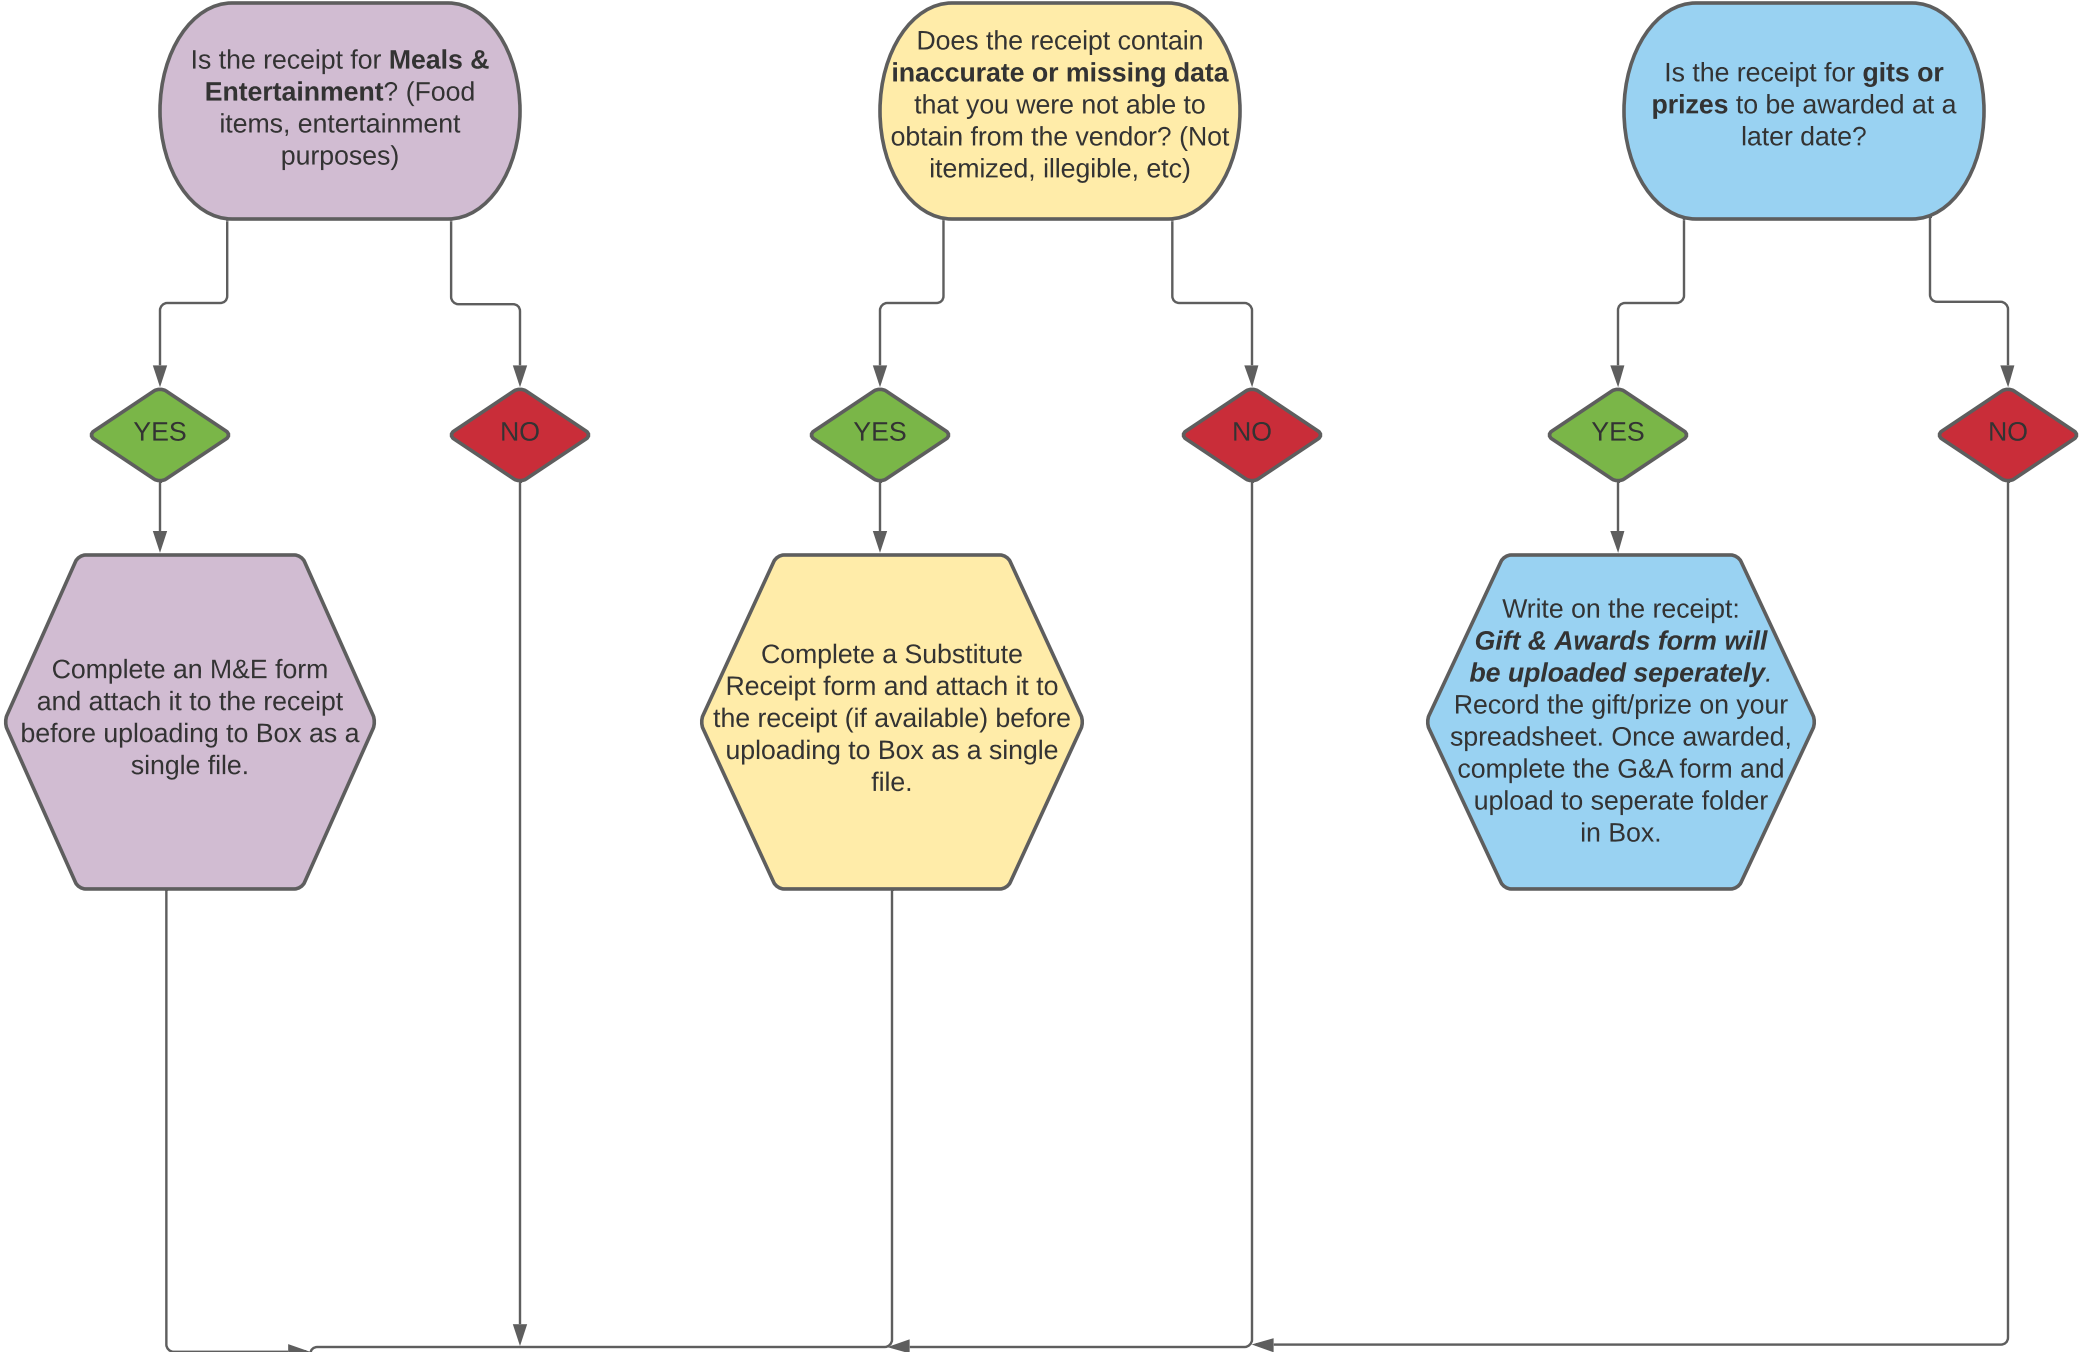 Is the receipt for Meals &
Entertainment? (Food
items, entertainment
purposes)
Does the receipt contain
inaccurate or missing data
that you were not able to
obtain from the vendor? (Not
itemized, illegible, etc)
Is the receipt for gits or
prizes to be awarded at a
later date?
YES
NO
YES
NO
YES
NO
Complete an M&E form
and attach it to the receipt
before uploading to Box as a
single file.
Complete a Substitute
Receipt form and attach it to
the receipt (if available) before
uploading to Box as a single
file.
Write on the receipt:
Gift & Awards form will
be uploaded seperately.
Record the gift/prize on your
spreadsheet. Once awarded,
complete the G&A form and
upload to seperate folder
in Box.